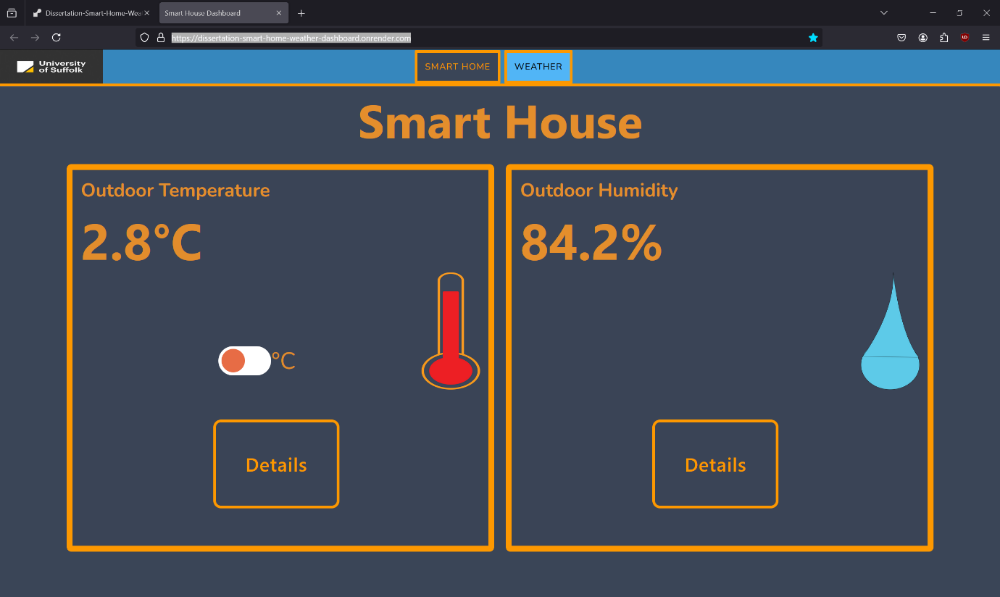 Dissertation-Smart-Home-Wea
Smart House Dashboard
https://dissertation-smart-home-weather-dashboard.onrender.com
University
of Suffolk
SMART HOME
WEATHER
Smart House
Outdoor Temperature
2.8°C
°C
Details
Outdoor Humidity
84.2%
Details